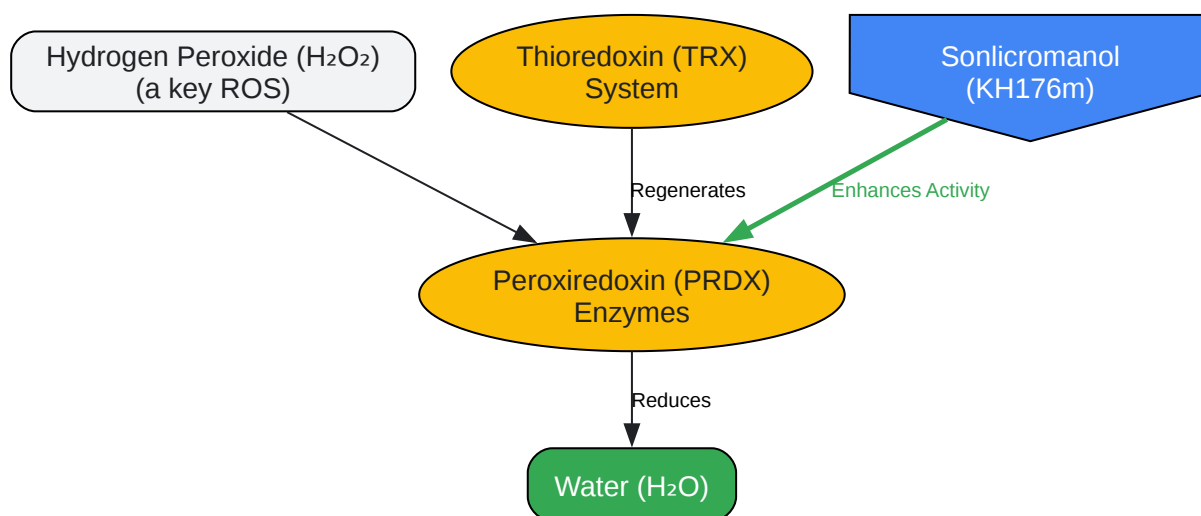 Hydrogen Peroxide (H₂O₂)
(a key ROS)
Thioredoxin (TRX)
System
Sonlicromanol
(KH176m)
Regenerates
Enhances Activity
Peroxiredoxin (PRDX)
Enzymes
Reduces
Water (H₂O)